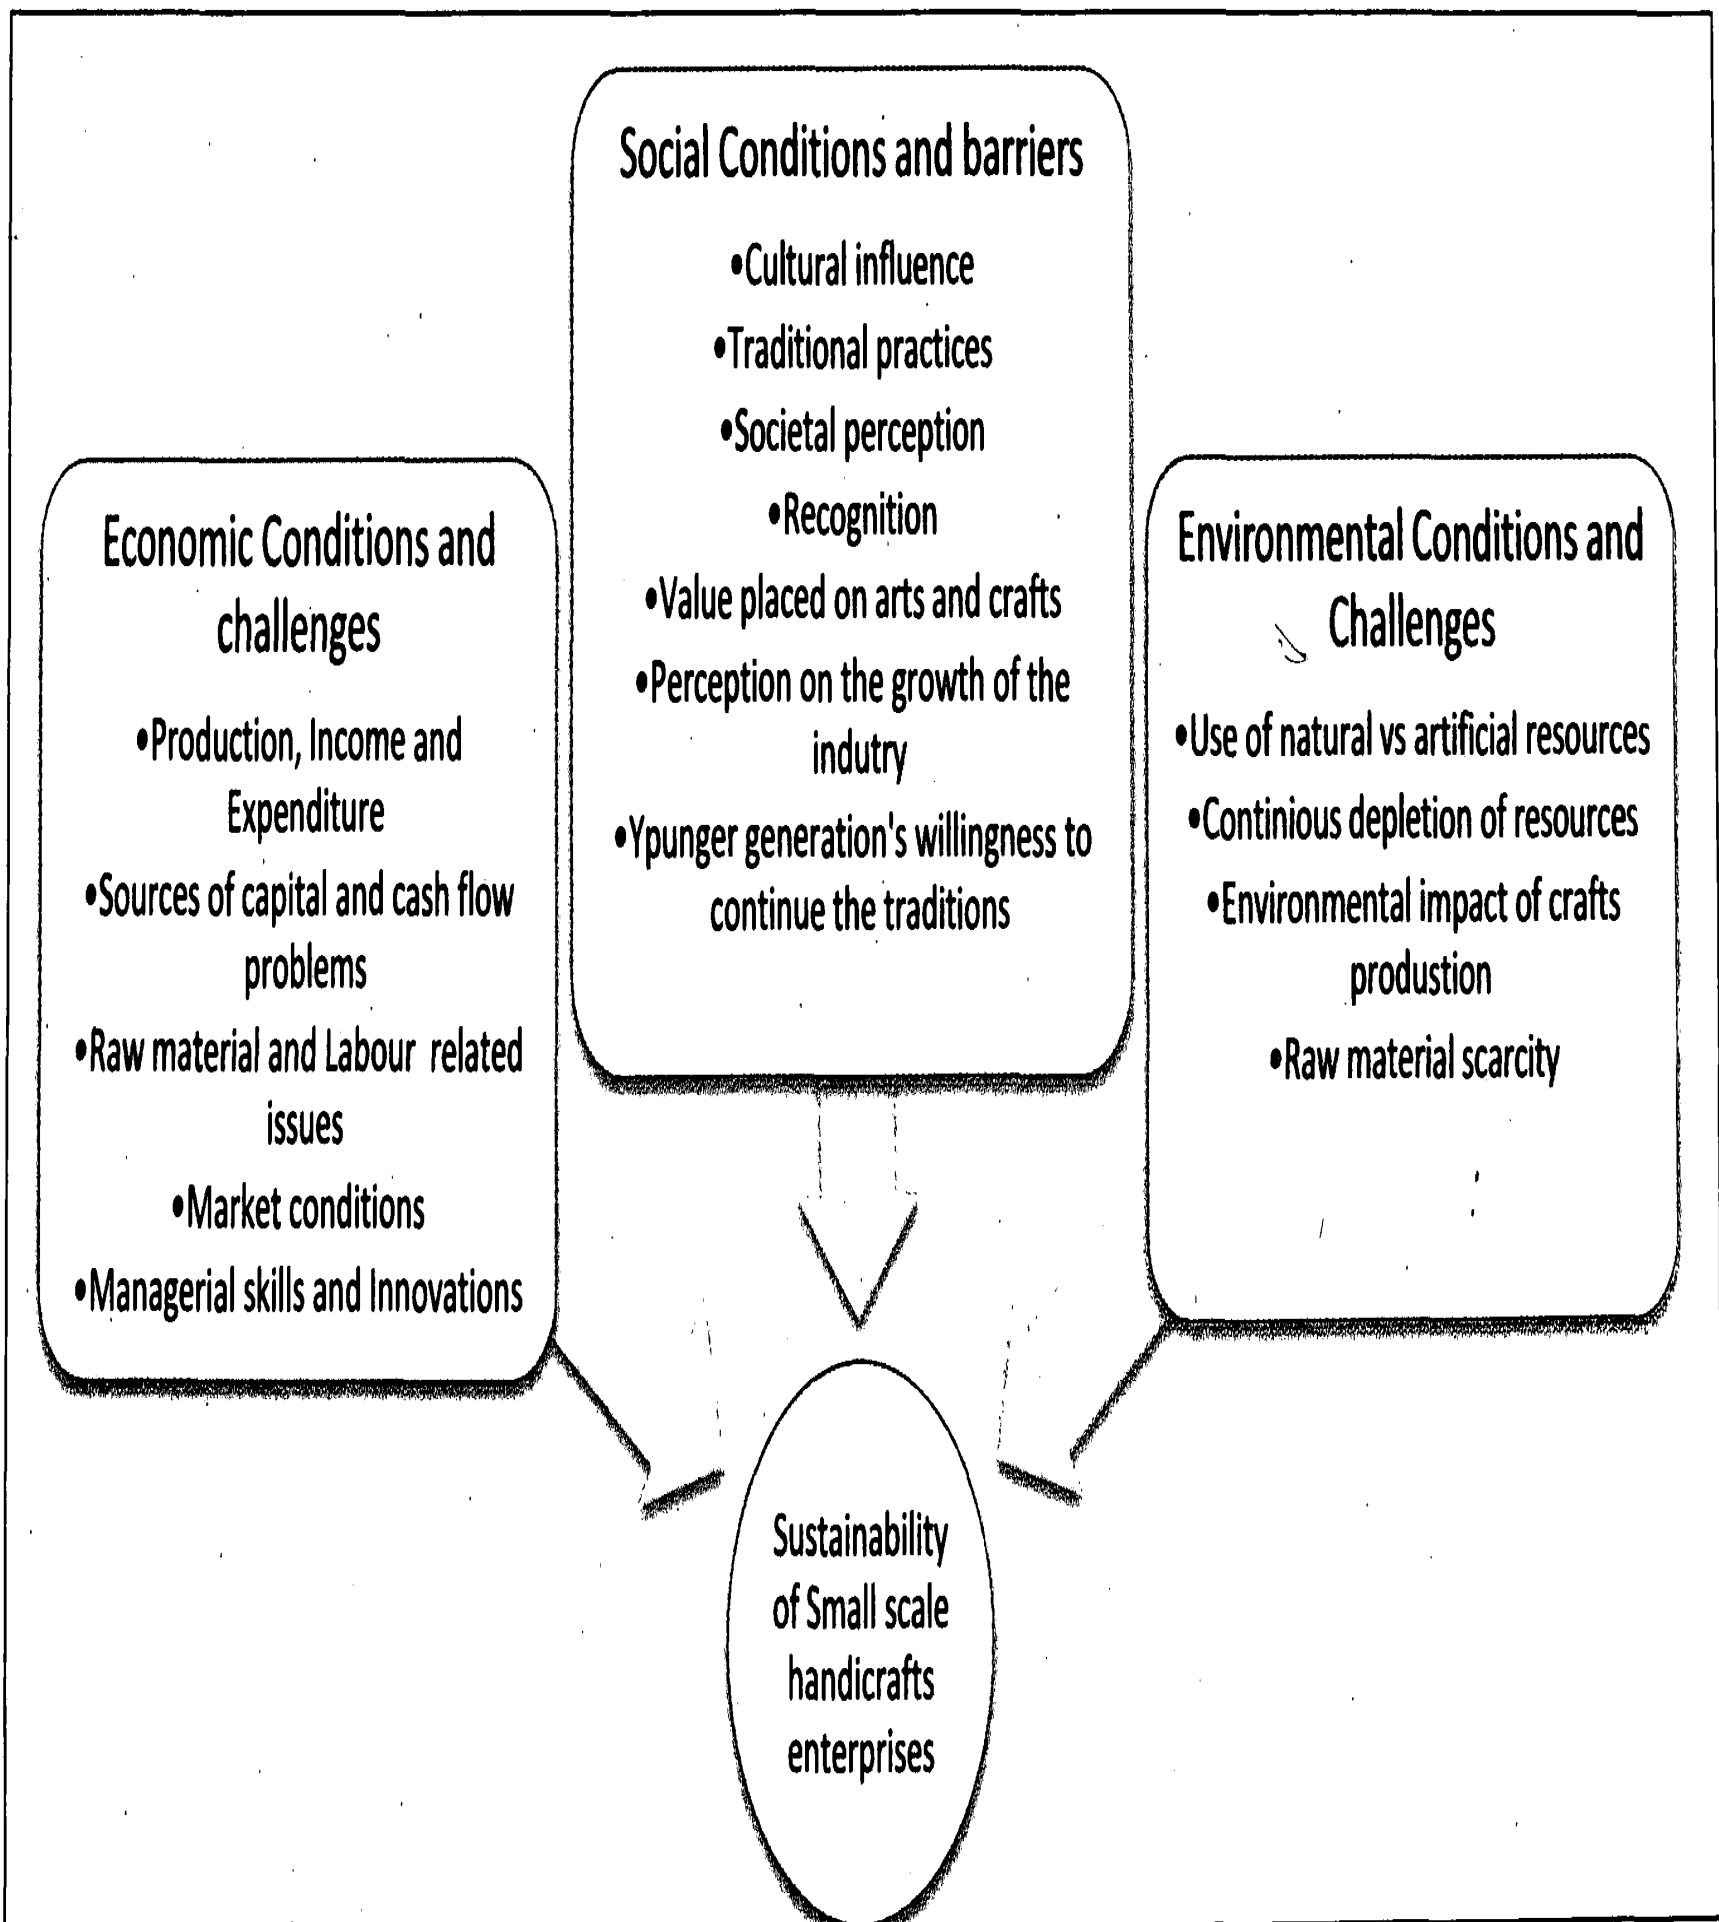 Social Conditions and barriers
•Cultural influence
•Traditional practices
•Societal perception
•Recognition
•Value placed on arts and crafts
•Perception on the growth of the
indutry
•Ypunger generation's willingness to
continue the traditions
Economic Conditions and
challenges
•Production, Income and
Expenditure
•Sources of capital and cash flow
problems
•Raw material and Labour related
issues
•Market conditions
•Managerial skills and Innovations
Environmental Conditions and
Challenges
•Use of natural vs artificial resources
•Continious depletion of resources
•Environmental impact of crafts
produstion
•Raw material scarcity
Sustainability
of Small scale
handicrafts
enterprises